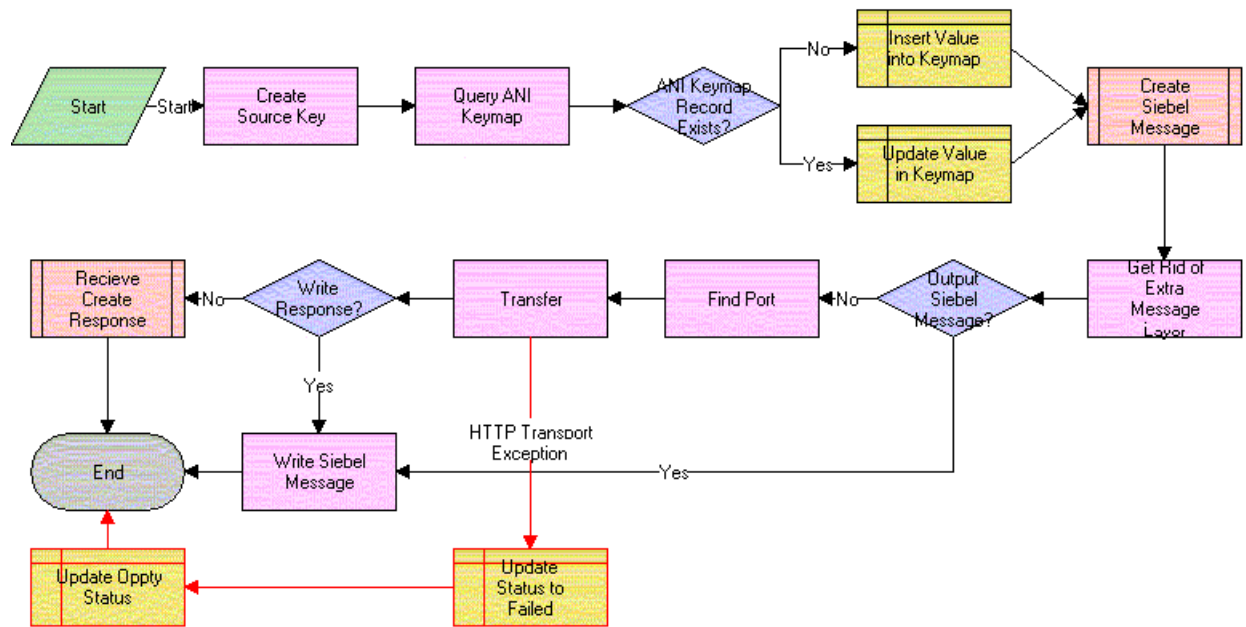 Start
Start
Create
Source Key
Query ANI
Keymap
ANI Keymap
Record
Exists?
No
Insert Value
into Keymap
Yes
Update Value
in Keymap
Create
Siebel
Message
Get Rid of
Extra
Message
Layer
Output
Siebel
Message?
No
Find Port
Transfer
Write
Response?
No
Recieve
Create
Response
Yes
HTTP Transport
Exception
Yes
Write Siebel
Message
End
Update Oppty
Status
Update
Status to
Failed